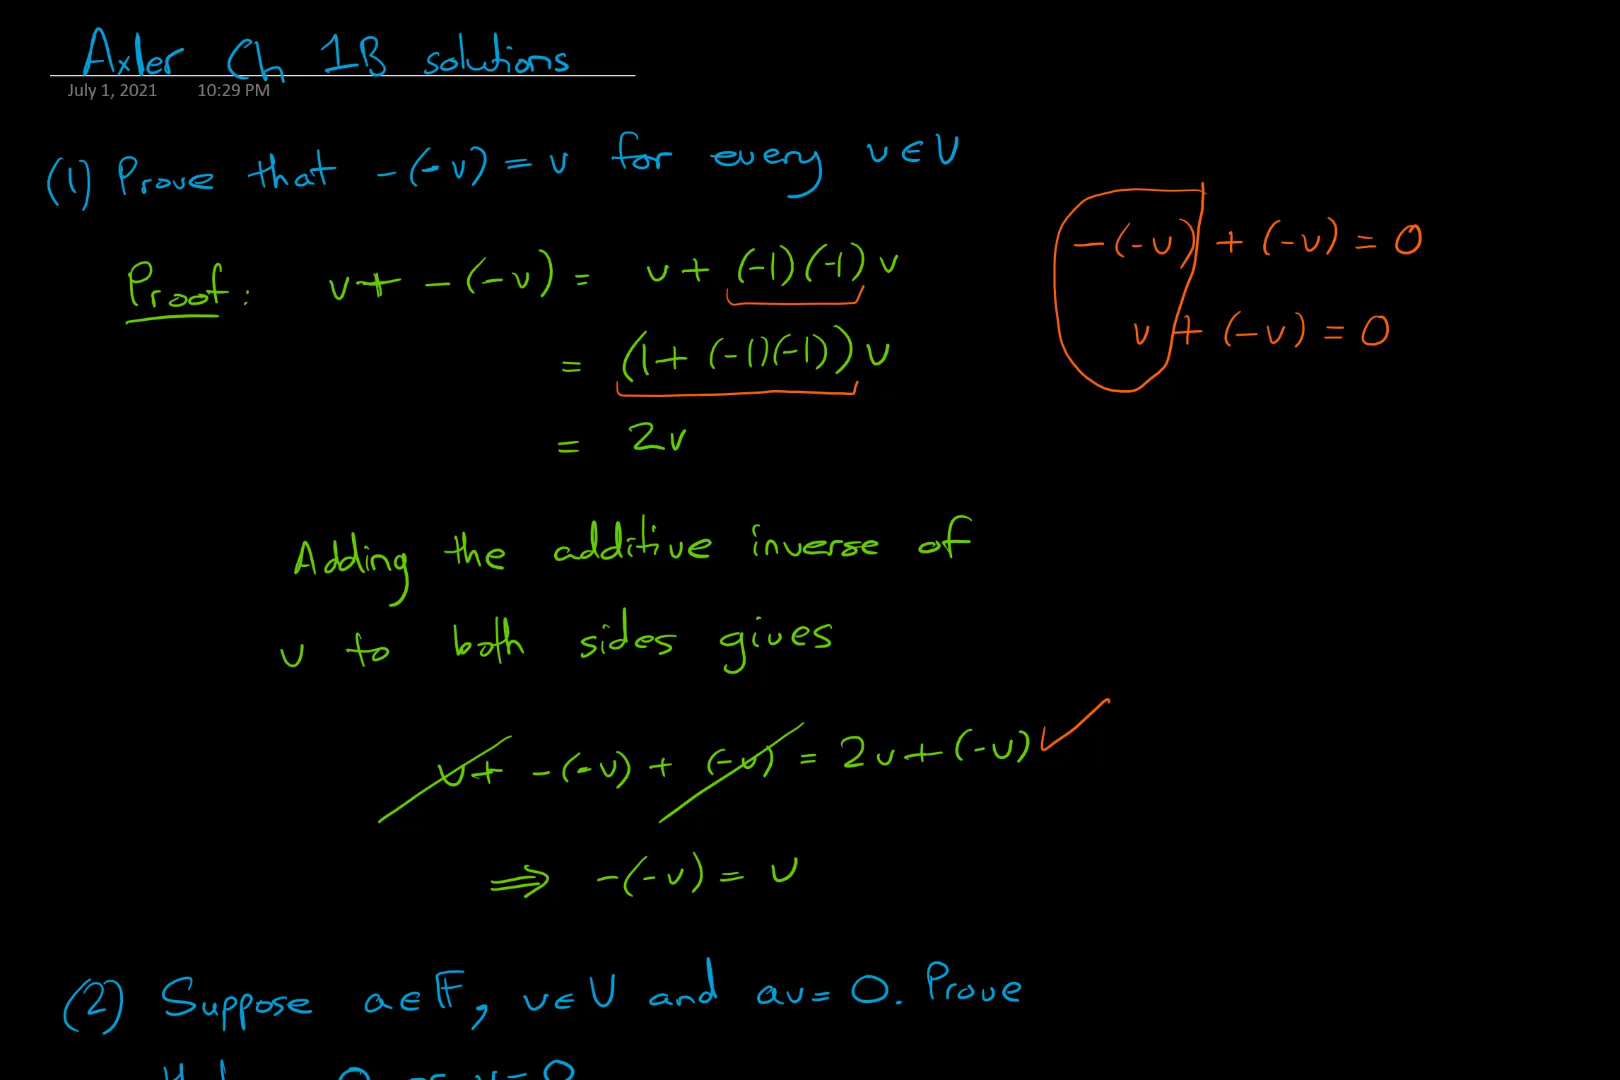 Axler Ch 1B solutions
July 1, 2021 10:29 PM
(1) Prove that -(-v) = v for every v ∈ V
-(-v) + (-v) = 0
Proof: v + -(-v) = v + (-1)(-1) v
v + (-v) = 0
= (1 + (-1)(-1)) v
= 2v
Adding the additive inverse of
v to both sides gives
v + -(-v) + (-v) = 2v + (-v) ✓
⟹ -(-v) = v
(2) Suppose a ∈ F, v ∈ V and av = 0. Prove